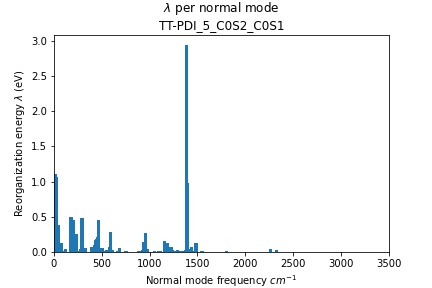 λ per normal mode
TT-PDI_5_C0S2_C0S1
3.0
2.5
2.0
1.5
1.0
0.5
0.0
Reorganization energy λ (eV)
0 500 1000 1500 2000 2500 3000 3500
Normal mode frequency cm⁻¹